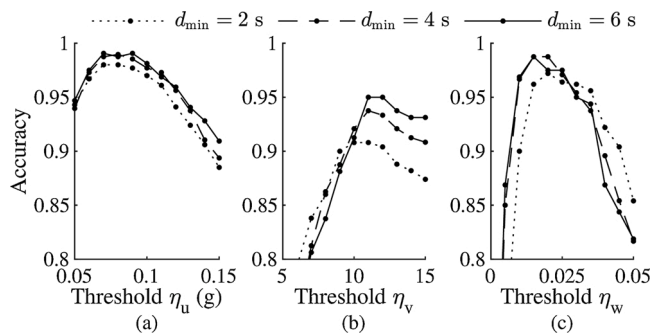 d_min = 2 s d_min = 4 s d_min = 6 s
Accuracy
1
0.95
0.9
0.85
0.8
0.05 0.1 0.15
Threshold η_u (g)
(a)
1
0.95
0.9
0.85
0.8
5 10 15
Threshold η_v
(b)
1
0.95
0.9
0.85
0.8
0 0.025 0.05
Threshold η_w
(c)